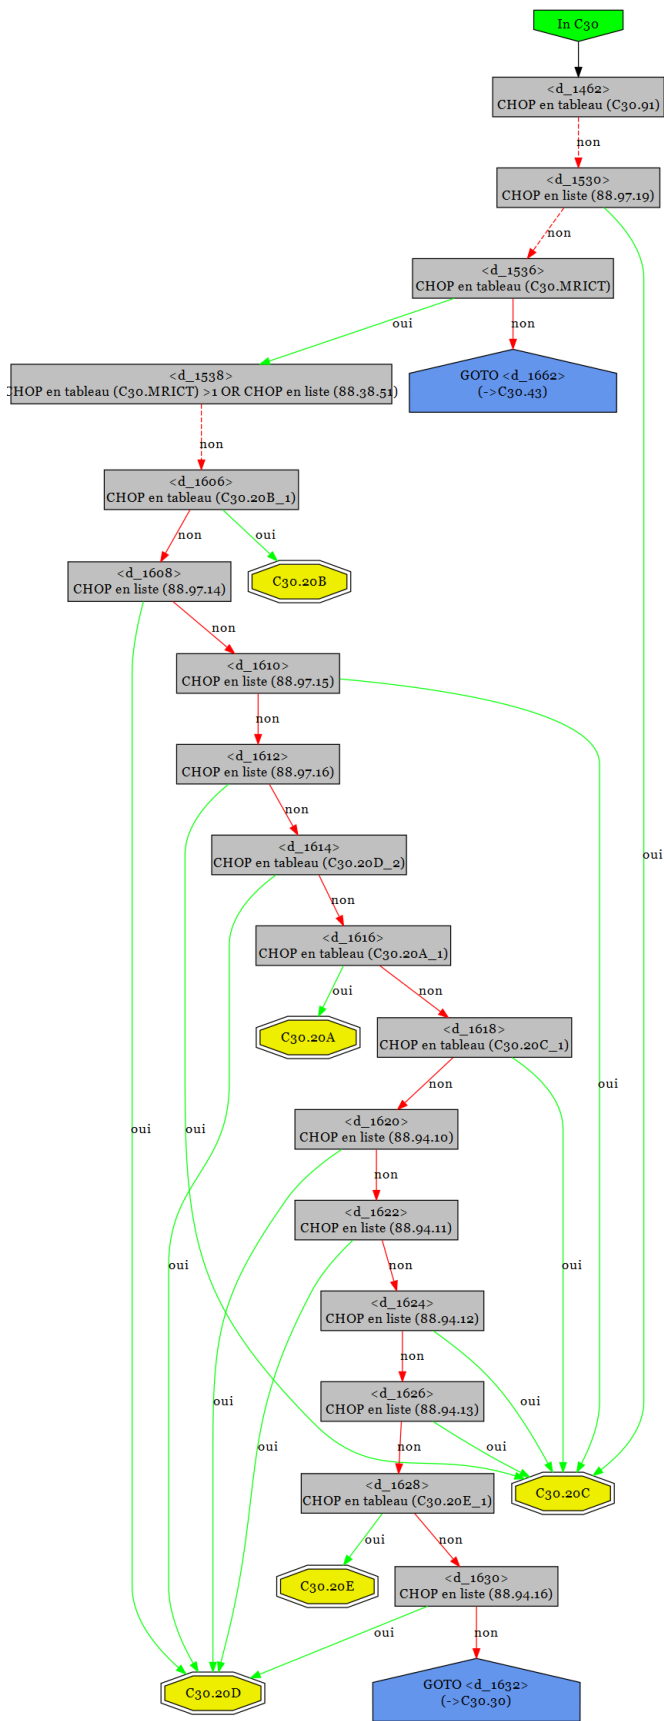 In C30
<d_1462>
CHOP en tableau (C30.91)
non
<d_1530>
CHOP en liste (88.97.19)
non
<d_1536>
CHOP en tableau (C30.MRICT)
oui
non
<d_1538>
CHOP en tableau (C30.MRICT) >1 OR CHOP en liste (88.38.51)
GOTO <d_1662>
(->C30.43)
non
<d_1606>
CHOP en tableau (C30.20B_1)
non
oui
<d_1608>
CHOP en liste (88.97.14)
C30.20B
non
<d_1610>
CHOP en liste (88.97.15)
non
<d_1612>
CHOP en liste (88.97.16)
non
<d_1614>
CHOP en tableau (C30.20D_2)
oui
non
<d_1616>
CHOP en tableau (C30.20A_1)
oui
non
C30.20A
<d_1618>
CHOP en tableau (C30.20C_1)
non
oui
<d_1620>
CHOP en liste (88.94.10)
oui
oui
non
<d_1622>
CHOP en liste (88.94.11)
oui
non
oui
<d_1624>
CHOP en liste (88.94.12)
non
<d_1626>
CHOP en liste (88.94.13)
oui
oui
oui
non
oui
<d_1628>
CHOP en tableau (C30.20E_1)
C30.20C
oui
non
C30.20E
<d_1630>
CHOP en liste (88.94.16)
oui
non
C30.20D
GOTO <d_1632>
(->C30.30)